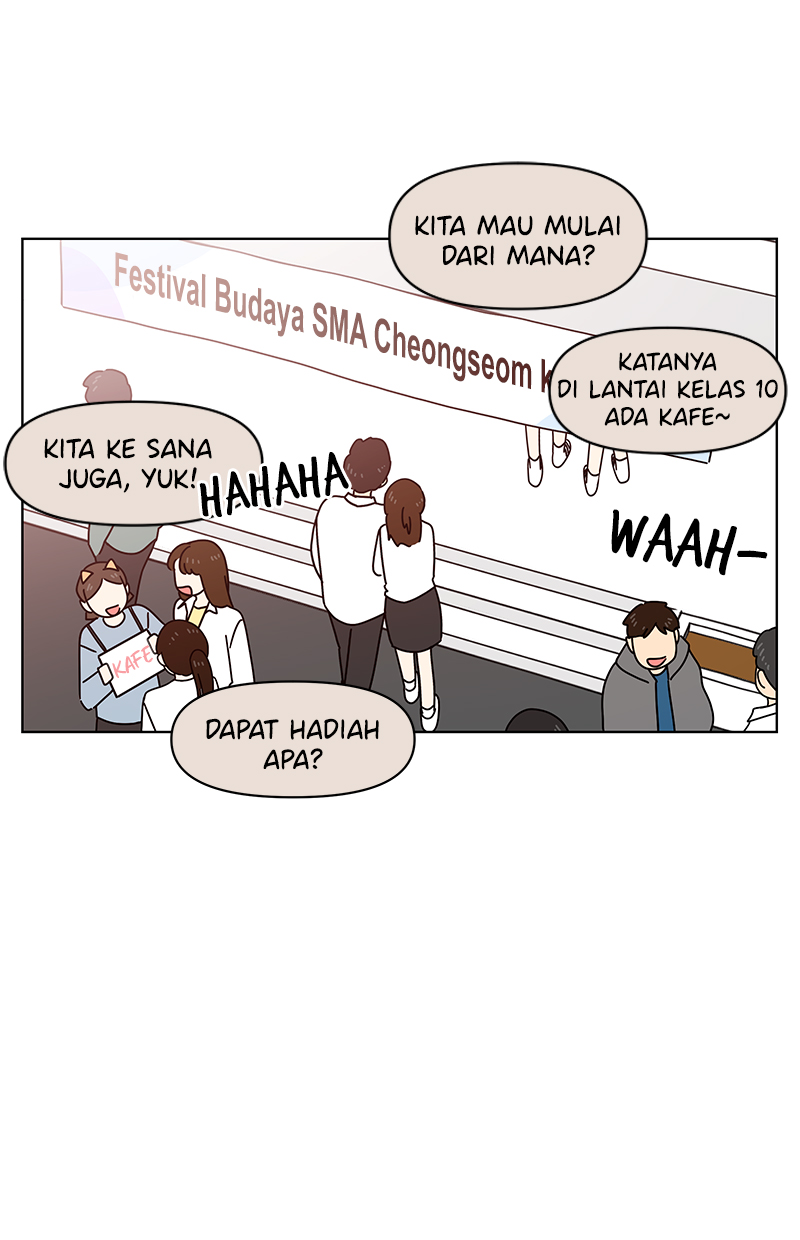 KITA MAU MULAI
DARI MANA?
Festival Budaya SMA Cheongseom
KATANYA
DI LANTAI KELAS 10
ADA KAFE~
KITA KE SANA
JUGA, YUK!
HAHAHA
WAAH–
KAFE
DAPAT HADIAH
APA?